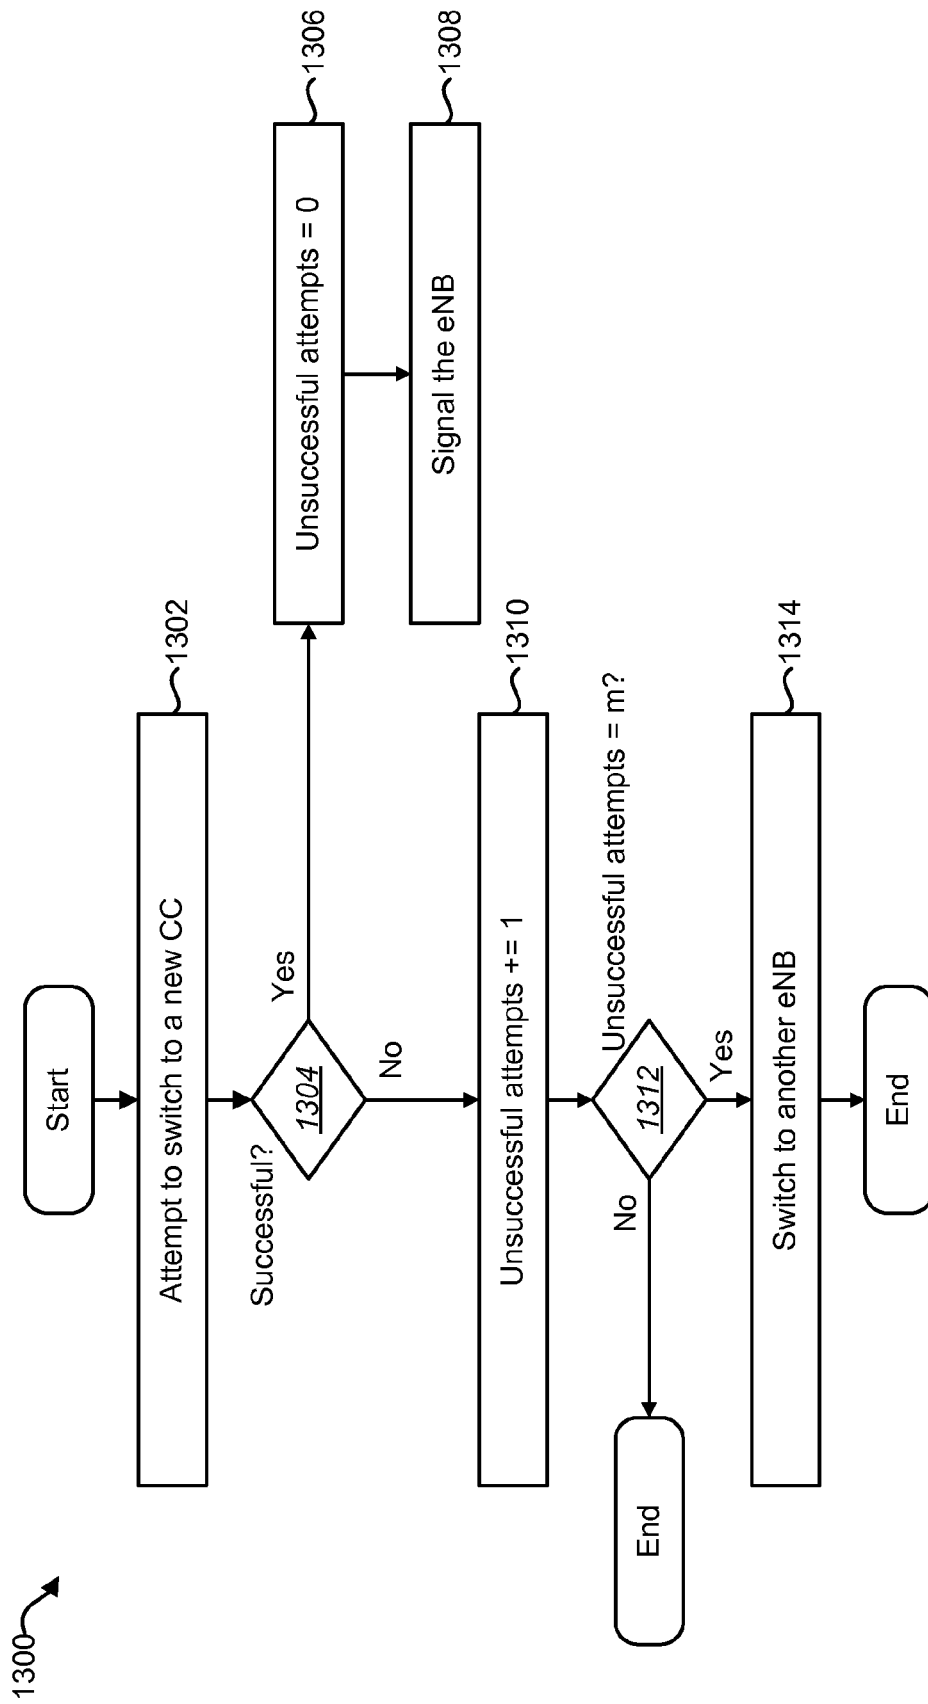 1300
Start
Attempt to switch to a new CC
1302
Successful?
1304
Yes
No
Unsuccessful attempts = 0
1306
Signal the eNB
1308
Unsuccessful attempts += 1
1310
Unsuccessful attempts = m?
1312
No
Yes
End
Switch to another eNB
1314
End